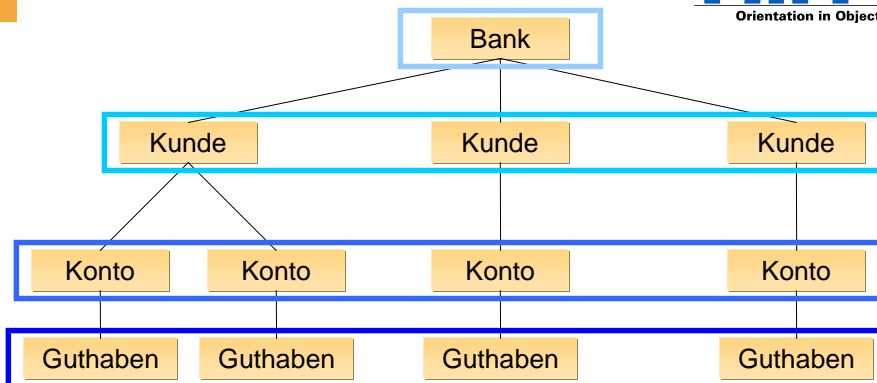 Orientation in Object
Bank
Kunde Kunde Kunde
Konto Konto Konto Konto
Guthaben Guthaben Guthaben Guthaben